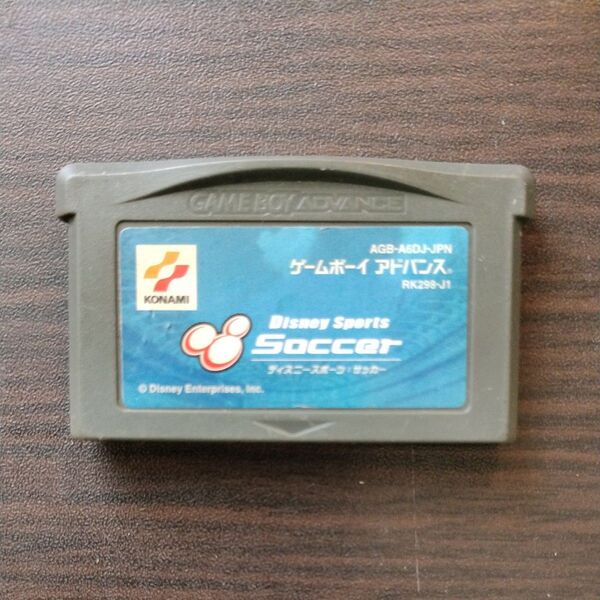 GAME BOY ADVANCE
AGB-A6DJ-JPN
ゲームボーイ アドバンス®
RK298-J1
KONAMI
Disney Sports
Soccer
ディズニースポーツ:サッカー
© Disney Enterprises, Inc.